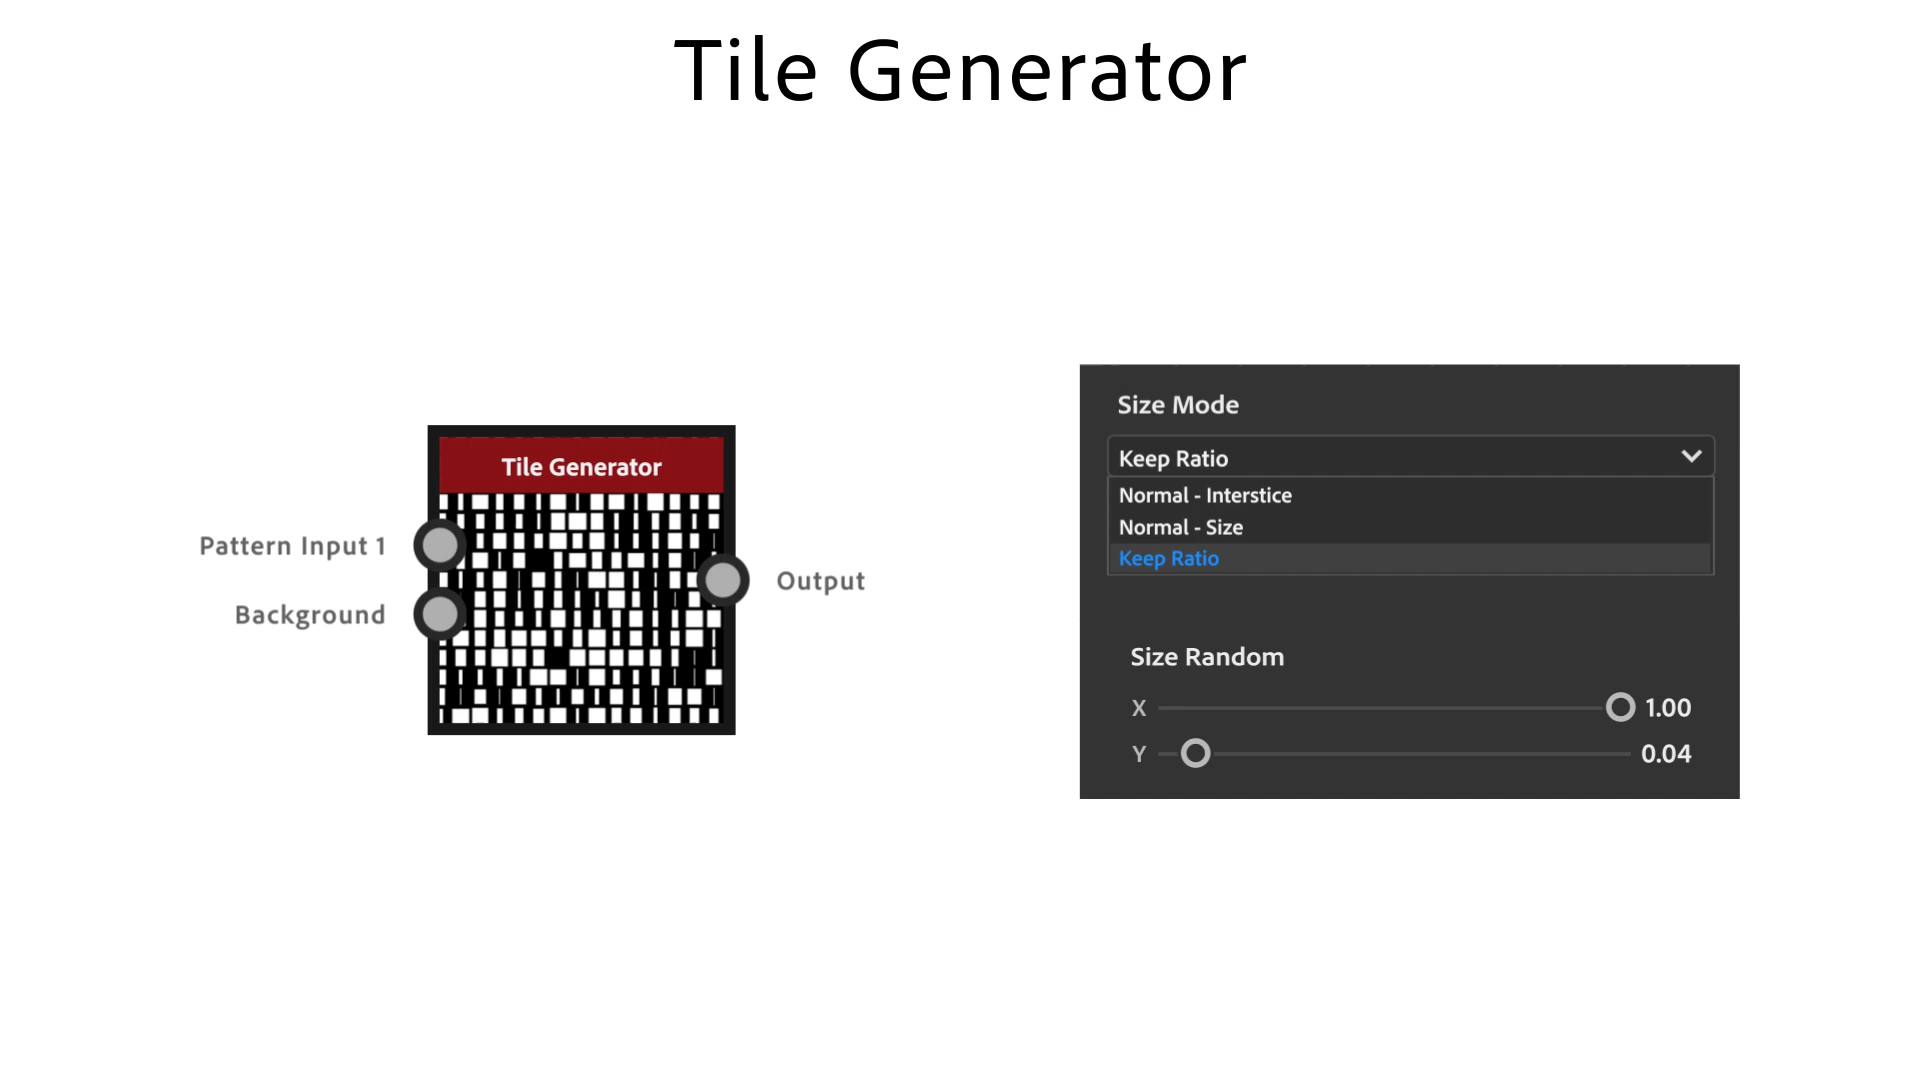 Tile Generator
Tile Generator
Pattern Input 1
Background
Output
Size Mode
Keep Ratio
Normal - Interstice
Normal - Size
Keep Ratio
Size Random
X 1.00
Y 0.04